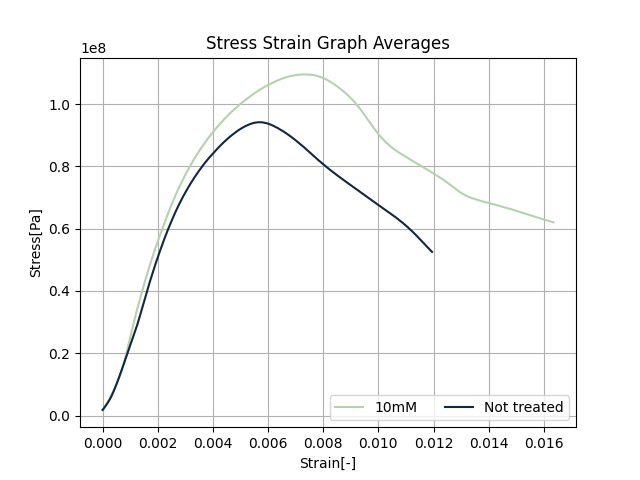 Stress Strain Graph Averages
1e8
1.0
0.8
0.6
0.4
0.2
0.0
Stress[Pa]
10mM Not treated
0.000 0.002 0.004 0.006 0.008 0.010 0.012 0.014 0.016
Strain[-]